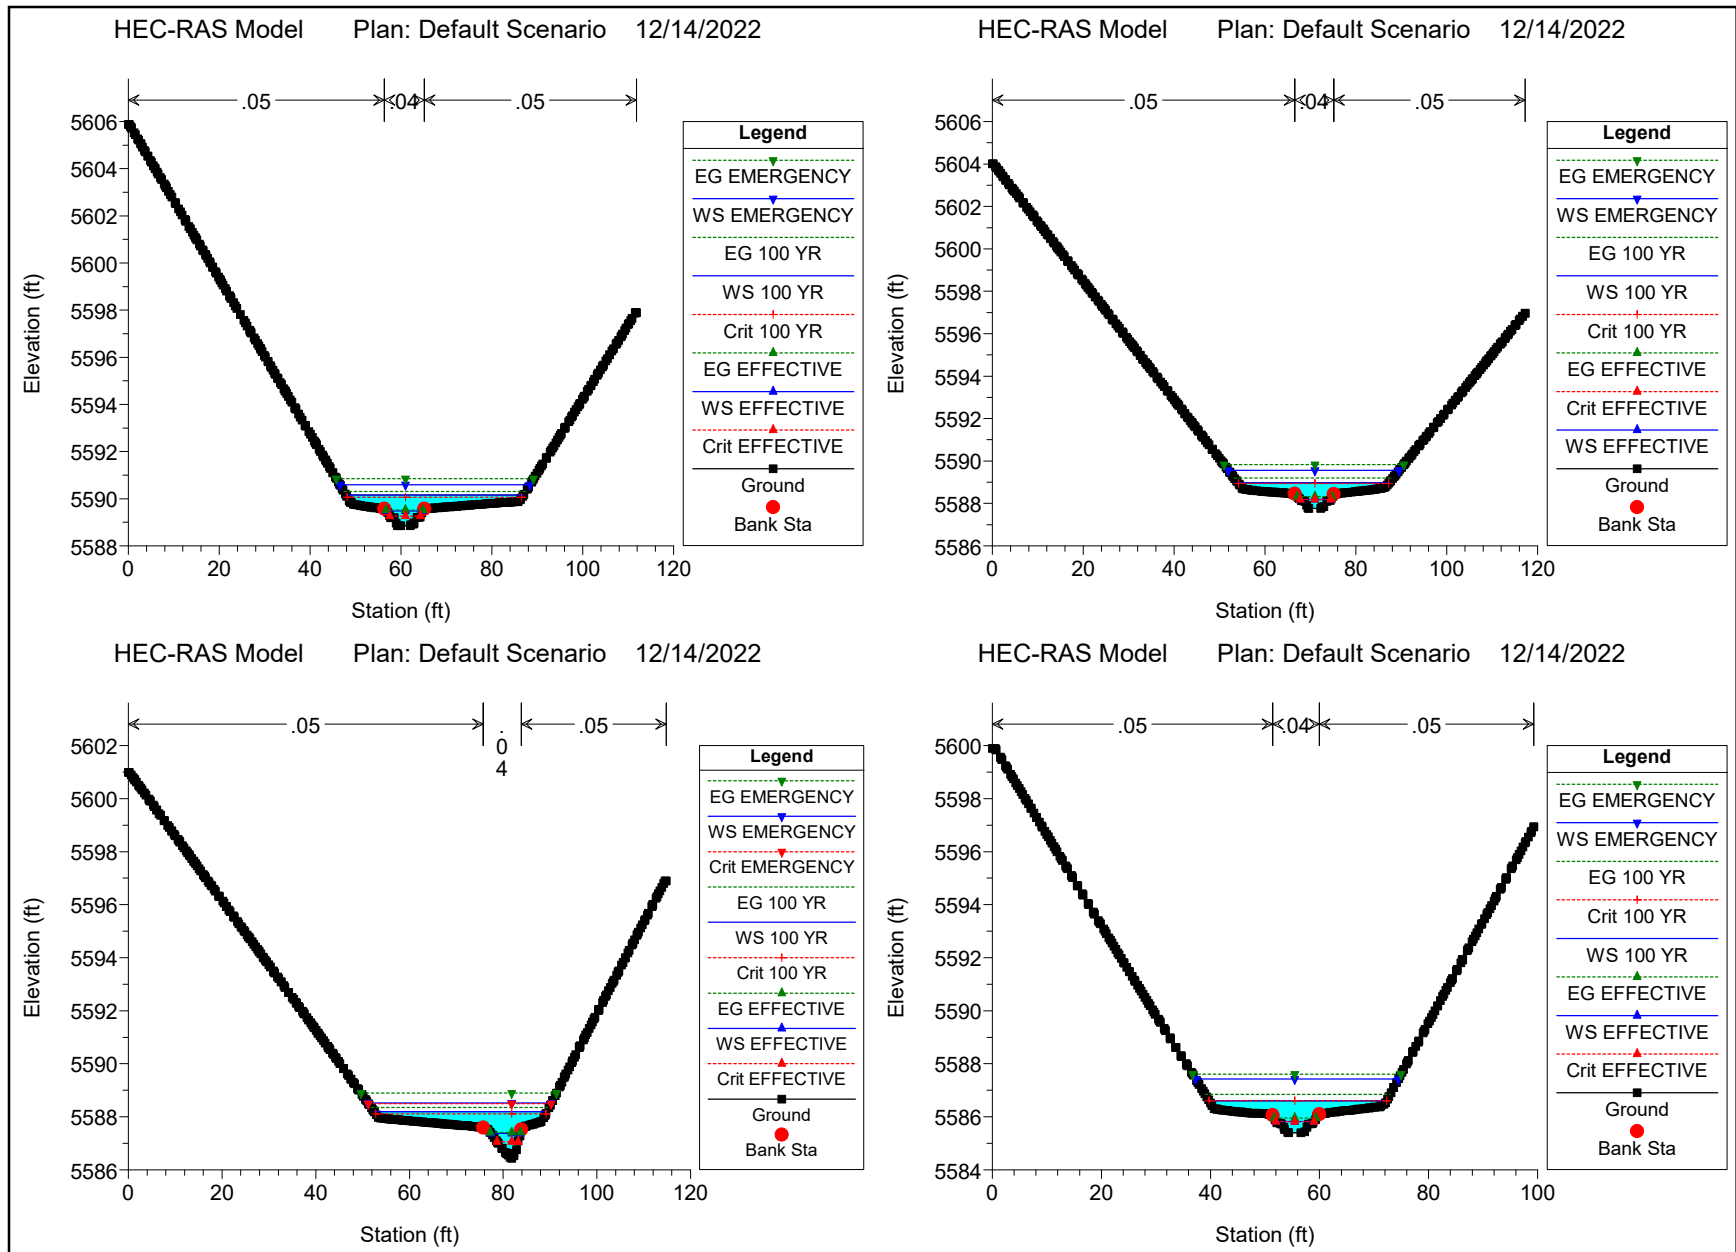 HEC-RAS Model Plan: Default Scenario 12/14/2022
.05 .04 .05
Elevation (ft)
5606
5604
5602
5600
5598
5596
5594
5592
5590
5588
0 20 40 60 80 100 120
Station (ft)
Legend
EG EMERGENCY
WS EMERGENCY
EG 100 YR
WS 100 YR
Crit 100 YR
EG EFFECTIVE
WS EFFECTIVE
Crit EFFECTIVE
Ground
Bank Sta
HEC-RAS Model Plan: Default Scenario 12/14/2022
.05 .04 .05
Elevation (ft)
5606
5604
5602
5600
5598
5596
5594
5592
5590
5588
5586
0 20 40 60 80 100 120
Station (ft)
Legend
EG EMERGENCY
WS EMERGENCY
EG 100 YR
WS 100 YR
Crit 100 YR
EG EFFECTIVE
Crit EFFECTIVE
WS EFFECTIVE
Ground
Bank Sta
HEC-RAS Model Plan: Default Scenario 12/14/2022
.05 .04 .05
Elevation (ft)
5602
5600
5598
5596
5594
5592
5590
5588
5586
0 20 40 60 80 100 120
Station (ft)
Legend
EG EMERGENCY
WS EMERGENCY
Crit EMERGENCY
EG 100 YR
WS 100 YR
Crit 100 YR
EG EFFECTIVE
WS EFFECTIVE
Crit EFFECTIVE
Ground
Bank Sta
HEC-RAS Model Plan: Default Scenario 12/14/2022
.05 .04 .05
Elevation (ft)
5600
5598
5596
5594
5592
5590
5588
5586
5584
0 20 40 60 80 100
Station (ft)
Legend
EG EMERGENCY
WS EMERGENCY
EG 100 YR
Crit 100 YR
WS 100 YR
EG EFFECTIVE
WS EFFECTIVE
Crit EFFECTIVE
Ground
Bank Sta